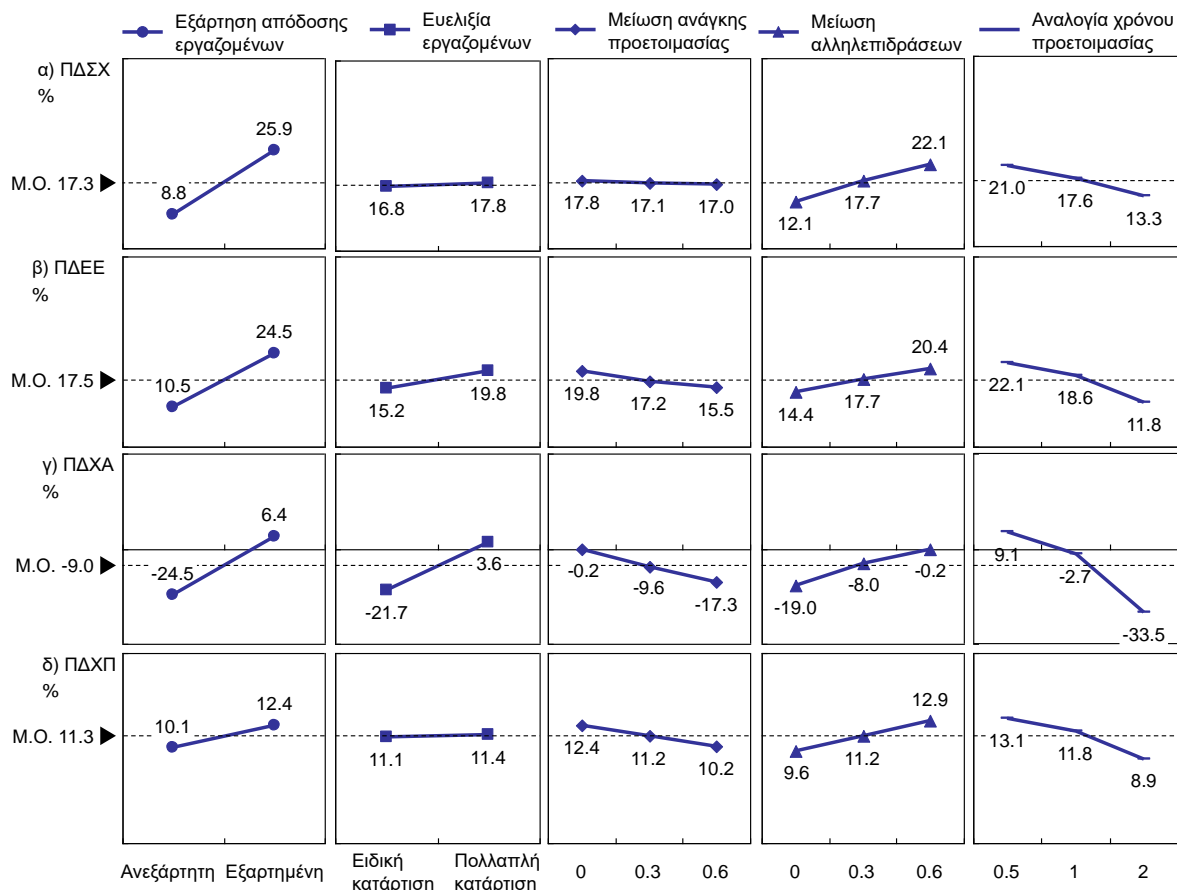 Εξάρτηση απόδοσης
εργαζομένων
Ευελιξία
εργαζομένων
Μείωση ανάγκης
προετοιμασίας
Μείωση
αλληλεπιδράσεων
Αναλογία χρόνου
προετοιμασίας
α) ΠΔΣΧ
%
Μ.Ο. 17.3
8.8
25.9
16.8
17.8
17.8
17.1
17.0
12.1
17.7
22.1
21.0
17.6
13.3
β) ΠΔΕΕ
%
Μ.Ο. 17.5
10.5
24.5
15.2
19.8
19.8
17.2
15.5
14.4
17.7
20.4
22.1
18.6
11.8
γ) ΠΔΧΑ
%
Μ.Ο. -9.0
-24.5
6.4
-21.7
3.6
-0.2
-9.6
-17.3
-19.0
-8.0
-0.2
9.1
-2.7
-33.5
δ) ΠΔΧΠ
%
Μ.Ο. 11.3
10.1
12.4
11.1
11.4
12.4
11.2
10.2
9.6
11.2
12.9
13.1
11.8
8.9
Ανεξάρτητη Εξαρτημένη
Ειδική
κατάρτιση
Πολλαπλή
κατάρτιση
0 0.3 0.6
0 0.3 0.6
0.5 1 2